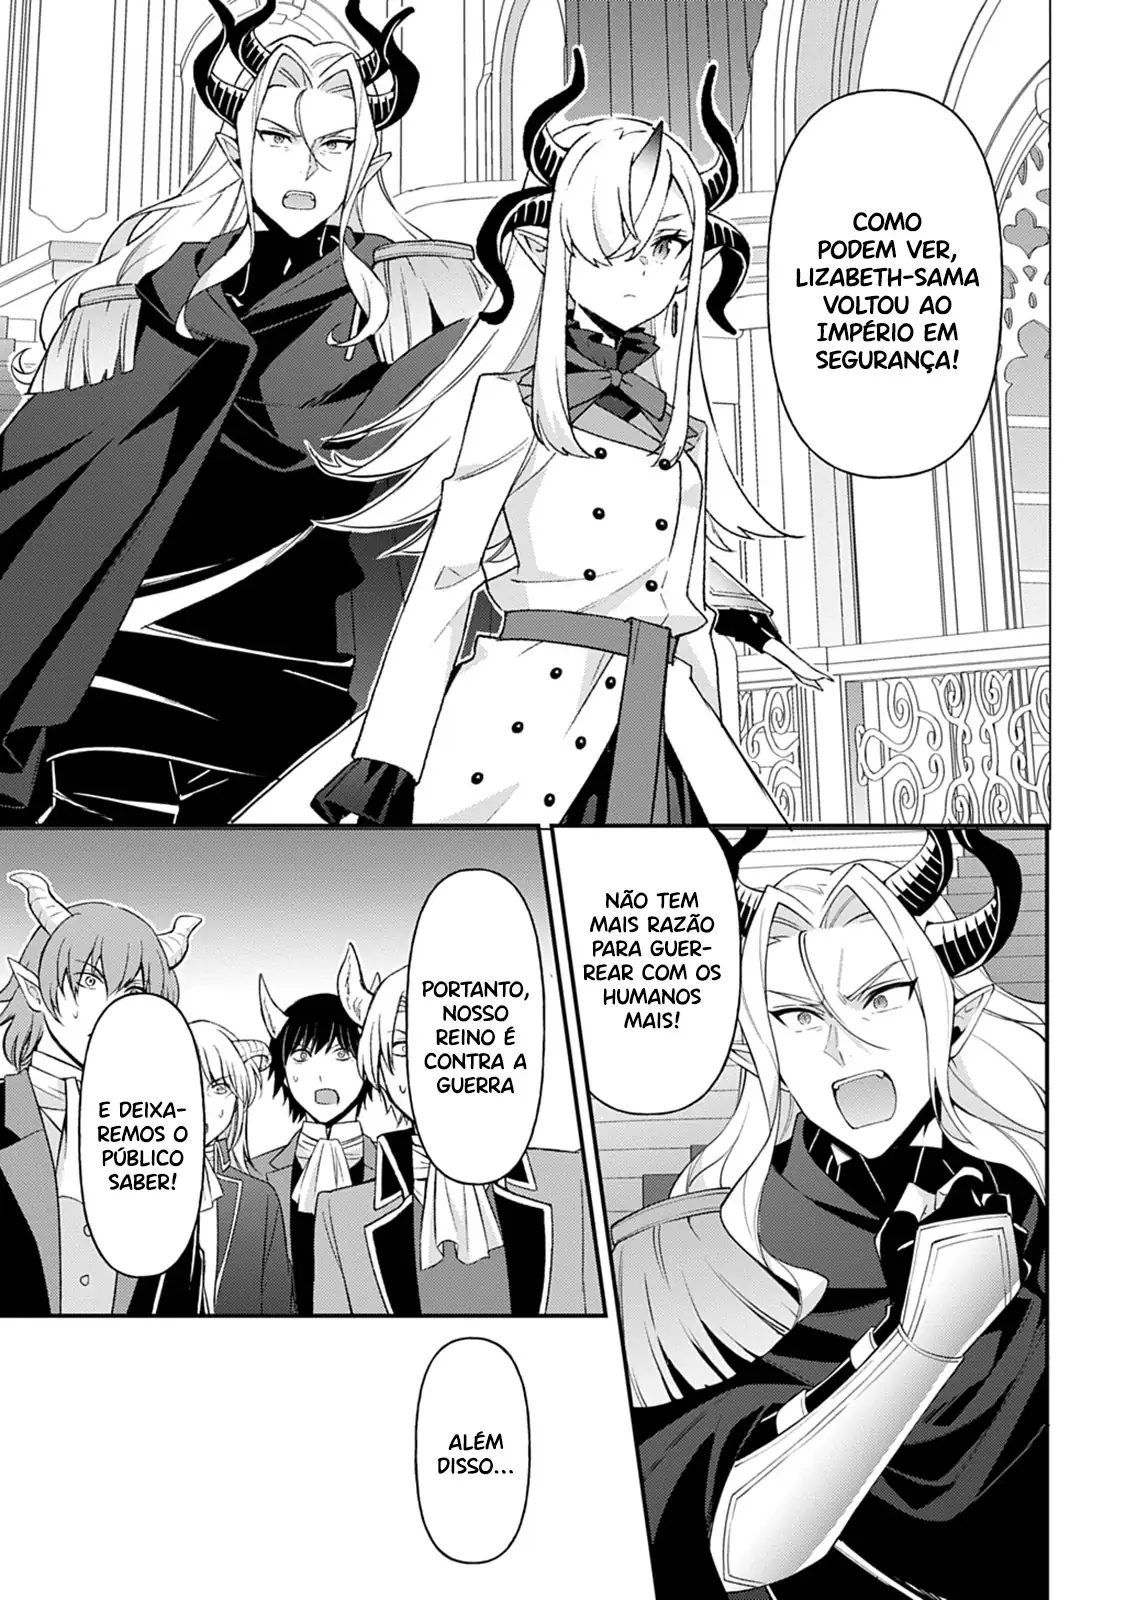 COMO
PODEM VER,
LIZABETH-SAMA
VOLTOU AO
IMPÉRIO EM
SEGURANÇA!
NÃO TEM
MAIS RAZÃO
PARA GUER-
REAR COM OS
HUMANOS
MAIS!
PORTANTO,
NOSSO
REINO É
CONTRA A
GUERRA
E DEIXA-
REMOS O
PÚBLICO
SABER!
ALÉM
DISSO...